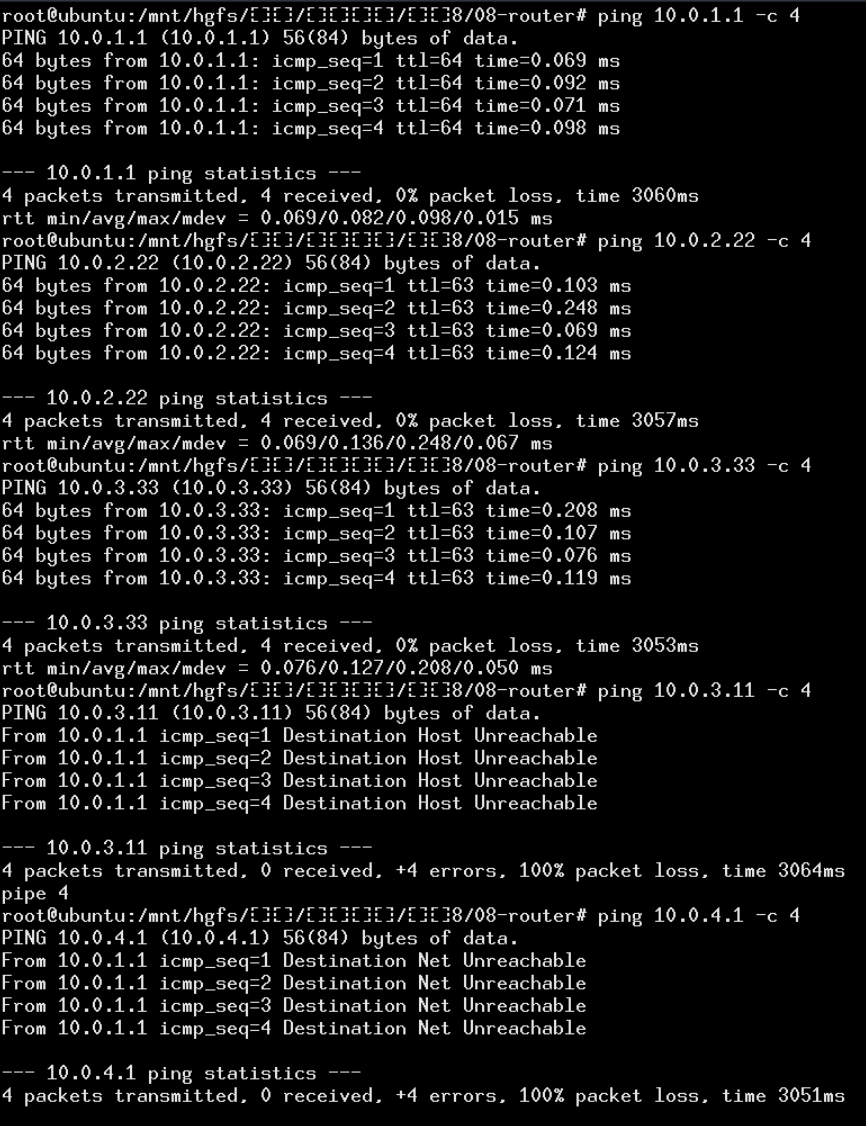 root@ubuntu:/mnt/hgfs/       /               /       8/08-router# ping 10.0.1.1 -c 4
PING 10.0.1.1 (10.0.1.1) 56(84) bytes of data.
64 bytes from 10.0.1.1: icmp_seq=1 ttl=64 time=0.069 ms
64 bytes from 10.0.1.1: icmp_seq=2 ttl=64 time=0.092 ms
64 bytes from 10.0.1.1: icmp_seq=3 ttl=64 time=0.071 ms
64 bytes from 10.0.1.1: icmp_seq=4 ttl=64 time=0.098 ms

--- 10.0.1.1 ping statistics ---
4 packets transmitted, 4 received, 0% packet loss, time 3060ms
rtt min/avg/max/mdev = 0.069/0.082/0.098/0.015 ms
root@ubuntu:/mnt/hgfs/       /               /       8/08-router# ping 10.0.2.22 -c 4
PING 10.0.2.22 (10.0.2.22) 56(84) bytes of data.
64 bytes from 10.0.2.22: icmp_seq=1 ttl=63 time=0.103 ms
64 bytes from 10.0.2.22: icmp_seq=2 ttl=63 time=0.248 ms
64 bytes from 10.0.2.22: icmp_seq=3 ttl=63 time=0.069 ms
64 bytes from 10.0.2.22: icmp_seq=4 ttl=63 time=0.124 ms

--- 10.0.2.22 ping statistics ---
4 packets transmitted, 4 received, 0% packet loss, time 3057ms
rtt min/avg/max/mdev = 0.069/0.136/0.248/0.067 ms
root@ubuntu:/mnt/hgfs/       /               /       8/08-router# ping 10.0.3.33 -c 4
PING 10.0.3.33 (10.0.3.33) 56(84) bytes of data.
64 bytes from 10.0.3.33: icmp_seq=1 ttl=63 time=0.208 ms
64 bytes from 10.0.3.33: icmp_seq=2 ttl=63 time=0.107 ms
64 bytes from 10.0.3.33: icmp_seq=3 ttl=63 time=0.076 ms
64 bytes from 10.0.3.33: icmp_seq=4 ttl=63 time=0.119 ms

--- 10.0.3.33 ping statistics ---
4 packets transmitted, 4 received, 0% packet loss, time 3053ms
rtt min/avg/max/mdev = 0.076/0.127/0.208/0.050 ms
root@ubuntu:/mnt/hgfs/       /               /       8/08-router# ping 10.0.3.11 -c 4
PING 10.0.3.11 (10.0.3.11) 56(84) bytes of data.
From 10.0.1.1 icmp_seq=1 Destination Host Unreachable
From 10.0.1.1 icmp_seq=2 Destination Host Unreachable
From 10.0.1.1 icmp_seq=3 Destination Host Unreachable
From 10.0.1.1 icmp_seq=4 Destination Host Unreachable

--- 10.0.3.11 ping statistics ---
4 packets transmitted, 0 received, +4 errors, 100% packet loss, time 3064ms
pipe 4
root@ubuntu:/mnt/hgfs/       /               /       8/08-router# ping 10.0.4.1 -c 4
PING 10.0.4.1 (10.0.4.1) 56(84) bytes of data.
From 10.0.1.1 icmp_seq=1 Destination Net Unreachable
From 10.0.1.1 icmp_seq=2 Destination Net Unreachable
From 10.0.1.1 icmp_seq=3 Destination Net Unreachable
From 10.0.1.1 icmp_seq=4 Destination Net Unreachable

--- 10.0.4.1 ping statistics ---
4 packets transmitted, 0 received, +4 errors, 100% packet loss, time 3051ms